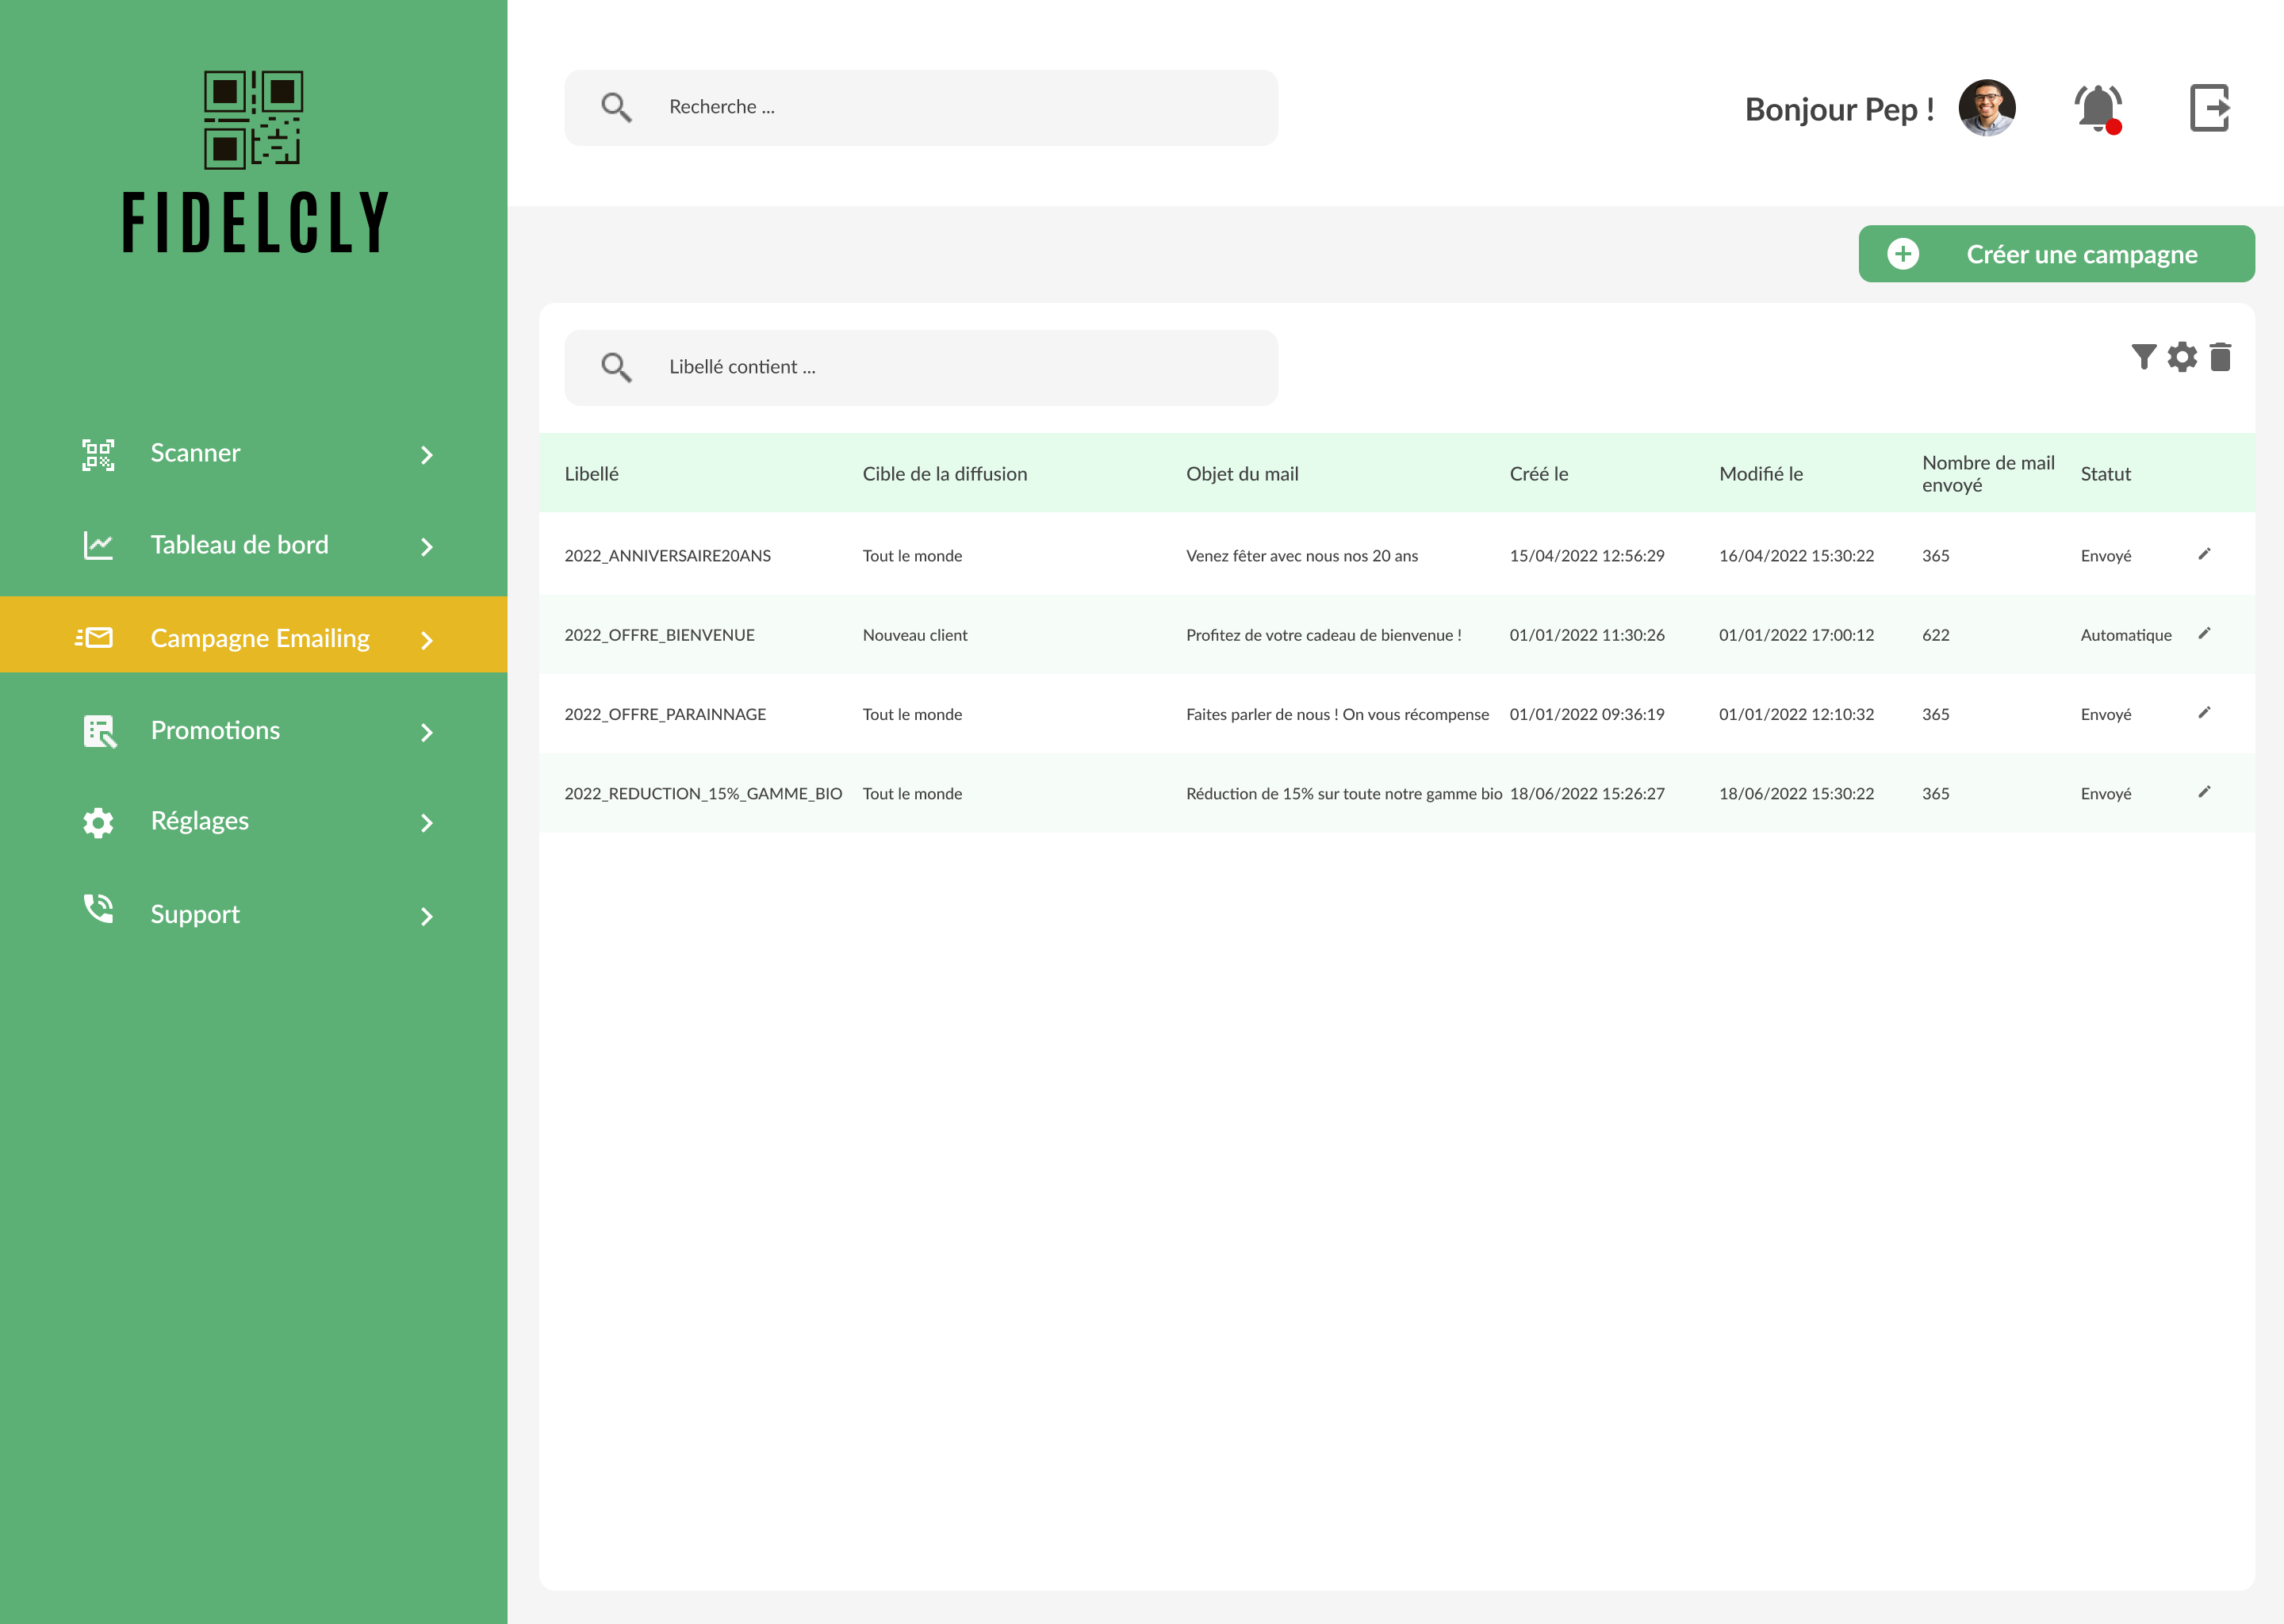 FIDELCLY
Scanner
Tableau de bord
Campagne Emailing
Promotions
Réglages
Support
Recherche ...
Bonjour Pep !
Créer une campagne
Libellé contient ...
Libellé Cible de la diffusion Objet du mail Créé le Modifié le Nombre de mail envoyé Statut
2022_ANNIVERSAIRE20ANS Tout le monde Venez fêter avec nous nos 20 ans 15/04/2022 12:56:29 16/04/2022 15:30:22 365 Envoyé
2022_OFFRE_BIENVENUE Nouveau client Profitez de votre cadeau de bienvenue ! 01/01/2022 11:30:26 01/01/2022 17:00:12 622 Automatique
2022_OFFRE_PARAINNAGE Tout le monde Faites parler de nous ! On vous récompense 01/01/2022 09:36:19 01/01/2022 12:10:32 365 Envoyé
2022_REDUCTION_15%_GAMME_BIO Tout le monde Réduction de 15% sur toute notre gamme bio 18/06/2022 15:26:27 18/06/2022 15:30:22 365 Envoyé